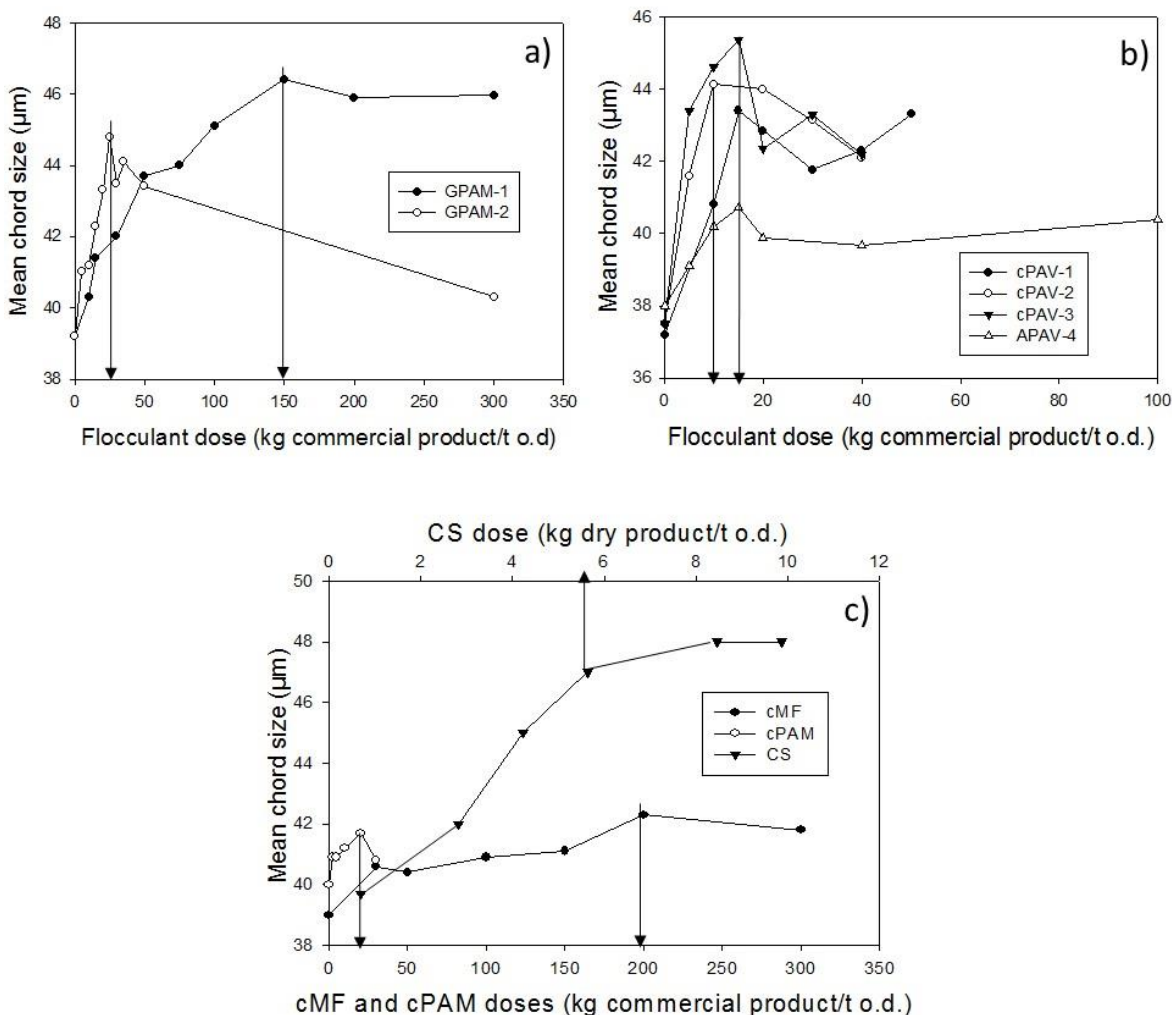 a)
Mean chord size (µm)
48
46
44
42
40
38
0 50 100 150 200 250 300 350
GPAM-1
GPAM-2
Flocculant dose (kg commercial product/t o.d)
b)
Mean chord size (µm)
46
44
42
40
38
36
0 20 40 60 80 100
cPAV-1
cPAV-2
cPAV-3
APAV-4
Flocculant dose (kg commercial product/t o.d.)
CS dose (kg dry product/t o.d.)
0 2 4 6 8 10 12
c)
Mean chord size (µm)
50
48
46
44
42
40
38
cMF
cPAM
CS
0 50 100 150 200 250 300 350
cMF and cPAM doses (kg commercial product/t o.d.)